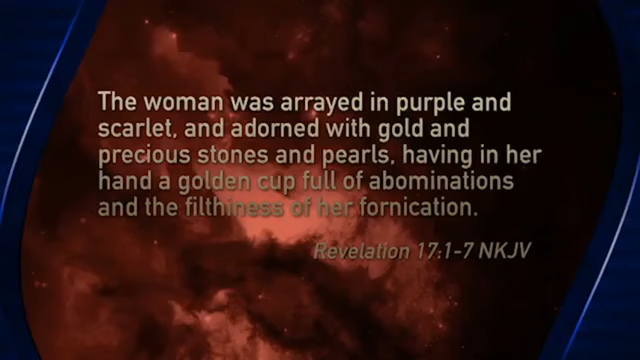 The woman was arrayed in purple and
scarlet, and adorned with gold and
precious stones and pearls, having in her
hand a golden cup full of abominations
and the filthiness of her fornication.
Revelation 17:1-7 NKJV